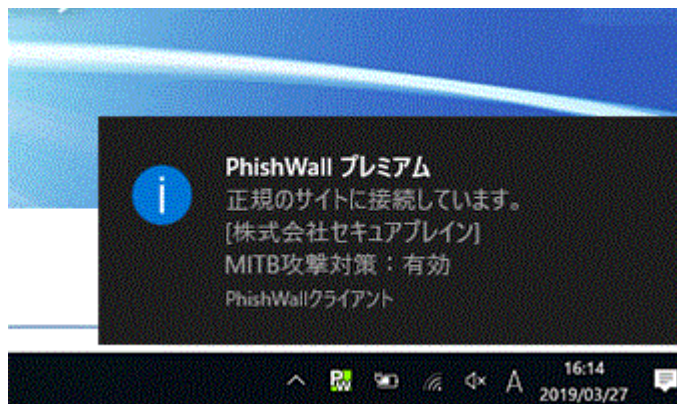 PhishWall プレミアム
正規のサイトに接続しています。
[株式会社セキュアブレイン]
MITB攻撃対策：有効
PhishWallクライアント
PW
A
16:14
2019/03/27